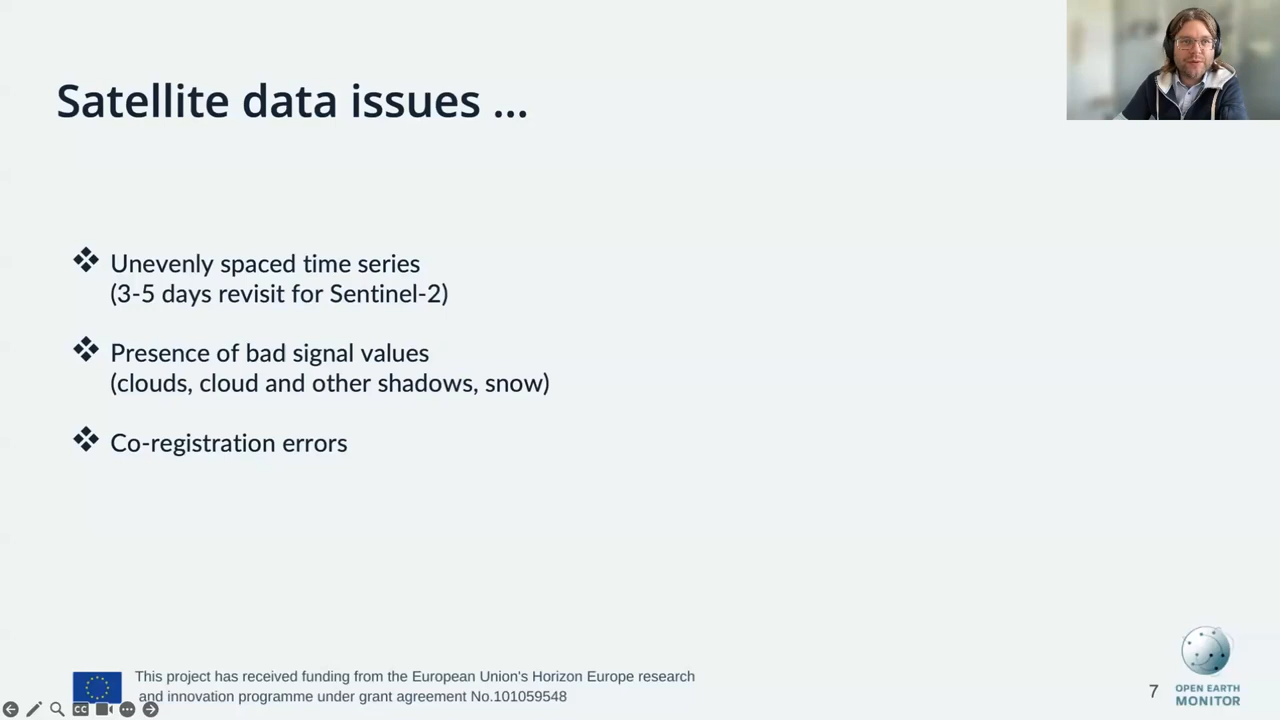 Satellite data issues ...
❖ Unevenly spaced time series
(3-5 days revisit for Sentinel-2)
❖ Presence of bad signal values
(clouds, cloud and other shadows, snow)
❖ Co-registration errors
This project has received funding from the European Union's Horizon Europe research
and innovation programme under grant agreement No.101059548
CC
7
OPEN EARTH
MONITOR